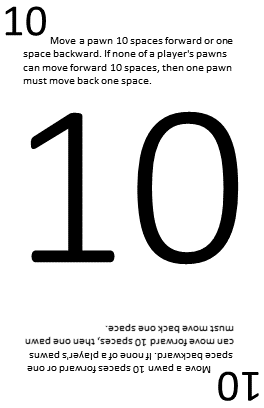 10
Move a pawn 10 spaces forward or one
space backward. If none of a player's pawns
can move forward 10 spaces, then one pawn
must move back one space.
10
Move a pawn 10 spaces forward or one
space backward. If none of a player's pawns
can move forward 10 spaces, then one pawn
must move back one space.
10